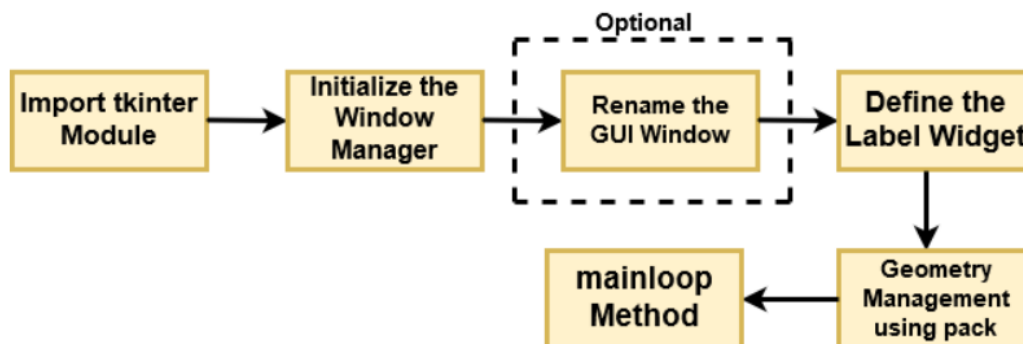 Optional
Import tkinter
Module
Initialize the
Window
Manager
Rename the
GUI Window
Define the
Label Widget
Geometry
Management
using pack
mainloop
Method